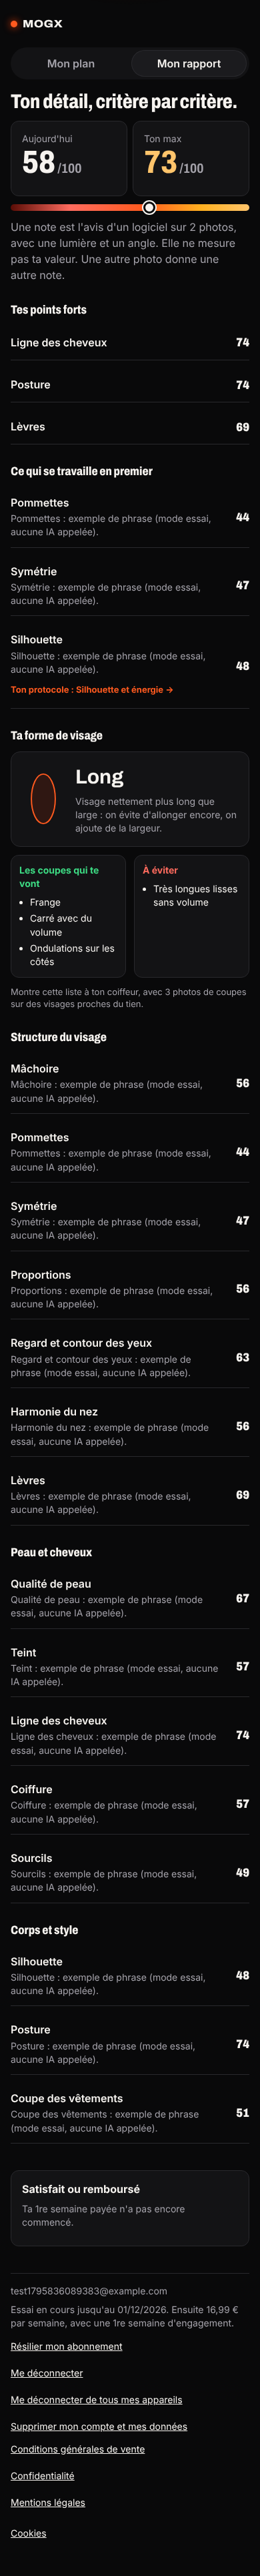 MOGX
Mon plan
Mon rapport
Ton détail, critère par critère.
Aujourd'hui
58/100
Ton max
73/100
Une note est l'avis d'un logiciel sur 2 photos,
avec une lumière et un angle. Elle ne mesure
pas ta valeur. Une autre photo donne une
autre note.
Tes points forts
Ligne des cheveux 74
Posture 74
Lèvres 69
Ce qui se travaille en premier
Pommettes
Pommettes : exemple de phrase (mode essai,
aucune IA appelée).
44
Symétrie
Symétrie : exemple de phrase (mode essai,
aucune IA appelée).
47
Silhouette
Silhouette : exemple de phrase (mode essai,
aucune IA appelée).
48
Ton protocole : Silhouette et énergie →
Ta forme de visage
Long
Visage nettement plus long que
large : on évite d'allonger encore, on
ajoute de la largeur.
Les coupes qui te
vont
• Frange
• Carré avec du
volume
• Ondulations sur les
côtés
À éviter
• Très longues lisses
sans volume
Montre cette liste à ton coiffeur, avec 3 photos de coupes
sur des visages proches du tien.
Structure du visage
Mâchoire
Mâchoire : exemple de phrase (mode essai,
aucune IA appelée).
56
Pommettes
Pommettes : exemple de phrase (mode essai,
aucune IA appelée).
44
Symétrie
Symétrie : exemple de phrase (mode essai,
aucune IA appelée).
47
Proportions
Proportions : exemple de phrase (mode essai,
aucune IA appelée).
56
Regard et contour des yeux
Regard et contour des yeux : exemple de
phrase (mode essai, aucune IA appelée).
63
Harmonie du nez
Harmonie du nez : exemple de phrase (mode
essai, aucune IA appelée).
56
Lèvres
Lèvres : exemple de phrase (mode essai,
aucune IA appelée).
69
Peau et cheveux
Qualité de peau
Qualité de peau : exemple de phrase (mode
essai, aucune IA appelée).
67
Teint
Teint : exemple de phrase (mode essai, aucune
IA appelée).
57
Ligne des cheveux
Ligne des cheveux : exemple de phrase (mode
essai, aucune IA appelée).
74
Coiffure
Coiffure : exemple de phrase (mode essai,
aucune IA appelée).
57
Sourcils
Sourcils : exemple de phrase (mode essai,
aucune IA appelée).
49
Corps et style
Silhouette
Silhouette : exemple de phrase (mode essai,
aucune IA appelée).
48
Posture
Posture : exemple de phrase (mode essai,
aucune IA appelée).
74
Coupe des vêtements
Coupe des vêtements : exemple de phrase
(mode essai, aucune IA appelée).
51
Satisfait ou remboursé
Ta 1re semaine payée n'a pas encore
commencé.
test1795836089383@example.com
Essai en cours jusqu'au 01/12/2026. Ensuite 16,99 €
par semaine, avec une 1re semaine d'engagement.
Résilier mon abonnement
Me déconnecter
Me déconnecter de tous mes appareils
Supprimer mon compte et mes données
Conditions générales de vente
Confidentialité
Mentions légales
Cookies